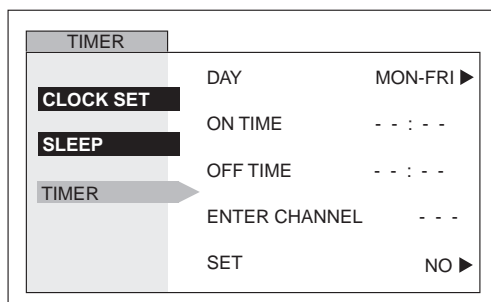 TIMER
CLOCK SET
SLEEP
TIMER
DAY MON-FRI ▶
ON TIME - - : - -
OFF TIME - - : - -
ENTER CHANNEL - - -
SET NO ▶